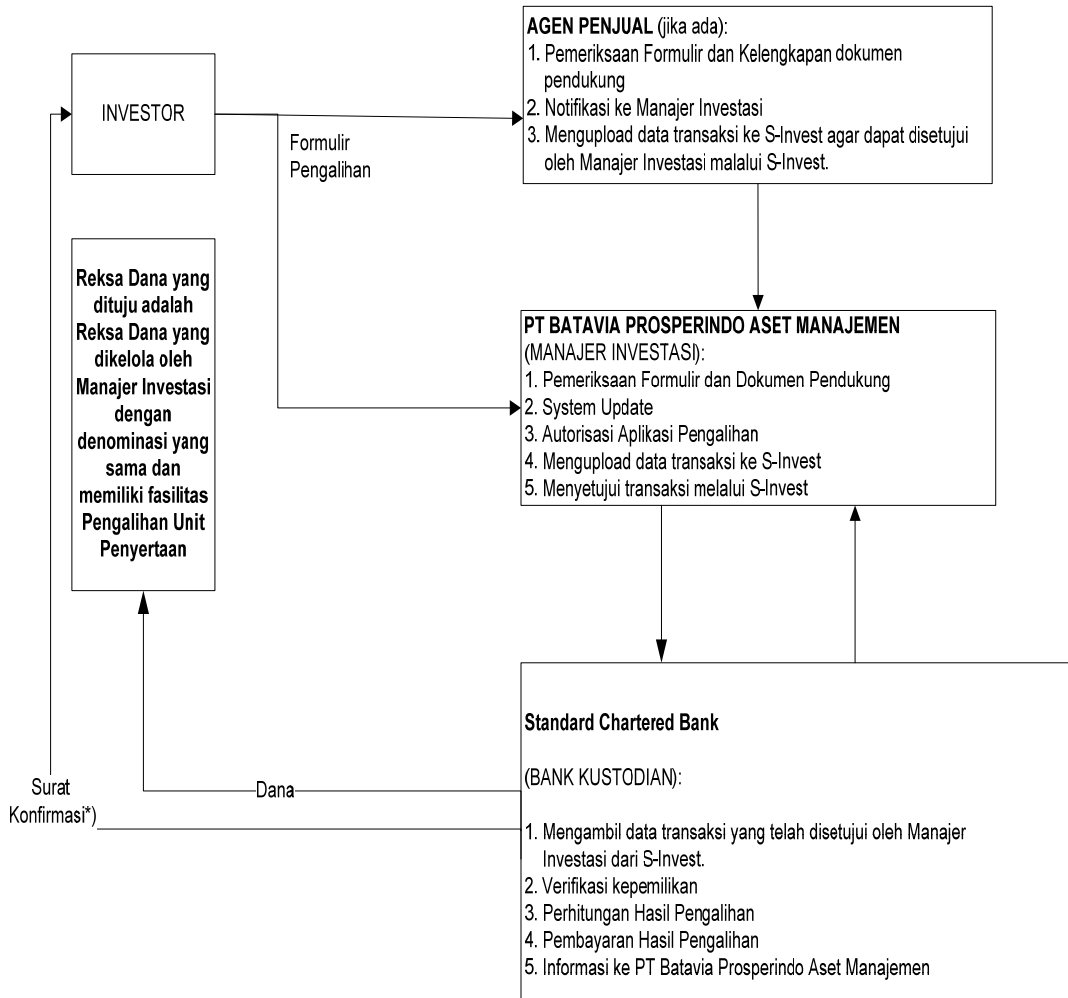 AGEN PENJUAL (jika ada):
1. Pemeriksaan Formulir dan Kelengkapan dokumen
pendukung
2. Notifikasi ke Manajer Investasi
3. Mengupload data transaksi ke S-Invest agar dapat disetujui
oleh Manajer Investasi malalui S-Invest.
INVESTOR
Formulir
Pengalihan
Reksa Dana yang
dituju adalah
Reksa Dana yang
dikelola oleh
Manajer Investasi
dengan
denominasi yang
sama dan
memiliki fasilitas
Pengalihan Unit
Penyertaan
PT BATAVIA PROSPERINDO ASET MANAJEMEN
(MANAJER INVESTASI):
1. Pemeriksaan Formulir dan Dokumen Pendukung
2. System Update
3. Autorisasi Aplikasi Pengalihan
4. Mengupload data transaksi ke S-Invest
5. Menyetujui transaksi melalui S-Invest
Surat
Konfirmasi*)
Dana
Standard Chartered Bank
(BANK KUSTODIAN):
1. Mengambil data transaksi yang telah disetujui oleh Manajer
Investasi dari S-Invest.
2. Verifikasi kepemilikan
3. Perhitungan Hasil Pengalihan
4. Pembayaran Hasil Pengalihan
5. Informasi ke PT Batavia Prosperindo Aset Manajemen